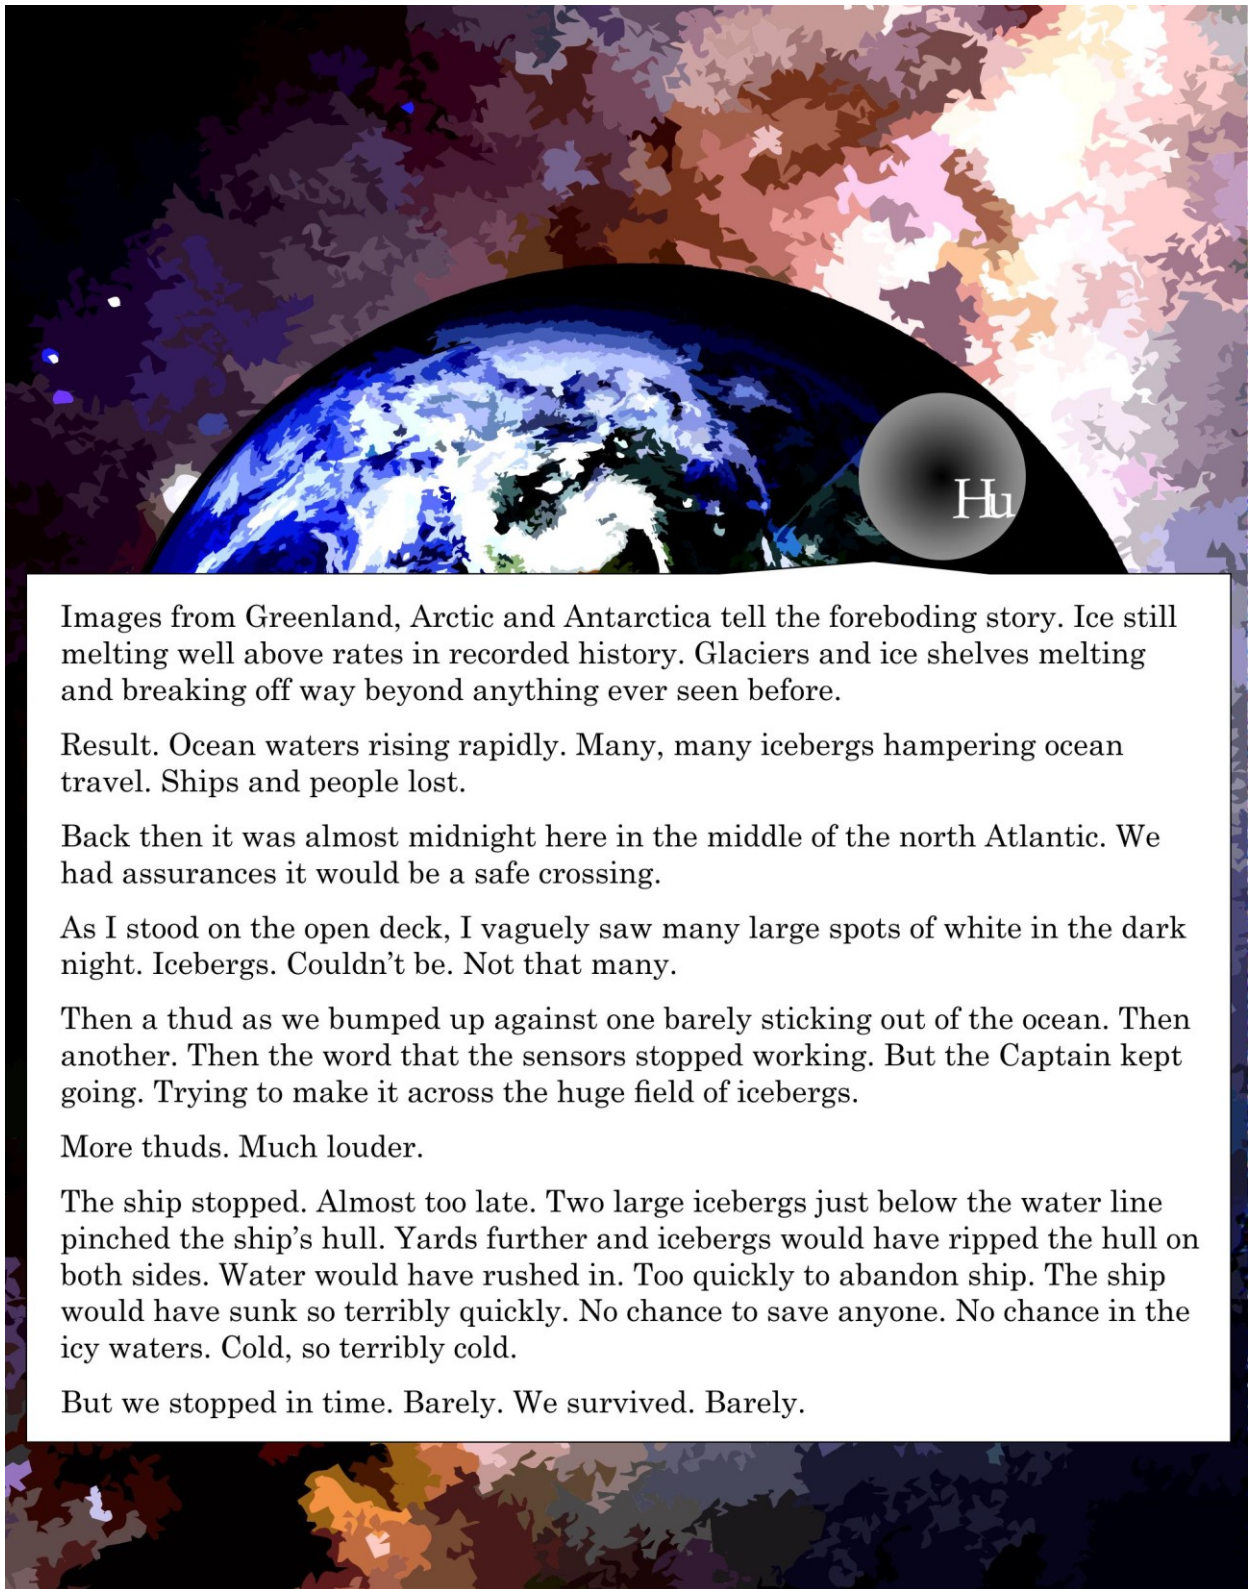 Hu
Images from Greenland, Arctic and Antarctica tell the foreboding story. Ice still
melting well above rates in recorded history. Glaciers and ice shelves melting
and breaking off way beyond anything ever seen before.
Result. Ocean waters rising rapidly. Many, many icebergs hampering ocean
travel. Ships and people lost.
Back then it was almost midnight here in the middle of the north Atlantic. We
had assurances it would be a safe crossing.
As I stood on the open deck, I vaguely saw many large spots of white in the dark
night. Icebergs. Couldn’t be. Not that many.
Then a thud as we bumped up against one barely sticking out of the ocean. Then
another. Then the word that the sensors stopped working. But the Captain kept
going. Trying to make it across the huge field of icebergs.
More thuds. Much louder.
The ship stopped. Almost too late. Two large icebergs just below the water line
pinched the ship’s hull. Yards further and icebergs would have ripped the hull on
both sides. Water would have rushed in. Too quickly to abandon ship. The ship
would have sunk so terribly quickly. No chance to save anyone. No chance in the
icy waters. Cold, so terribly cold.
But we stopped in time. Barely. We survived. Barely.